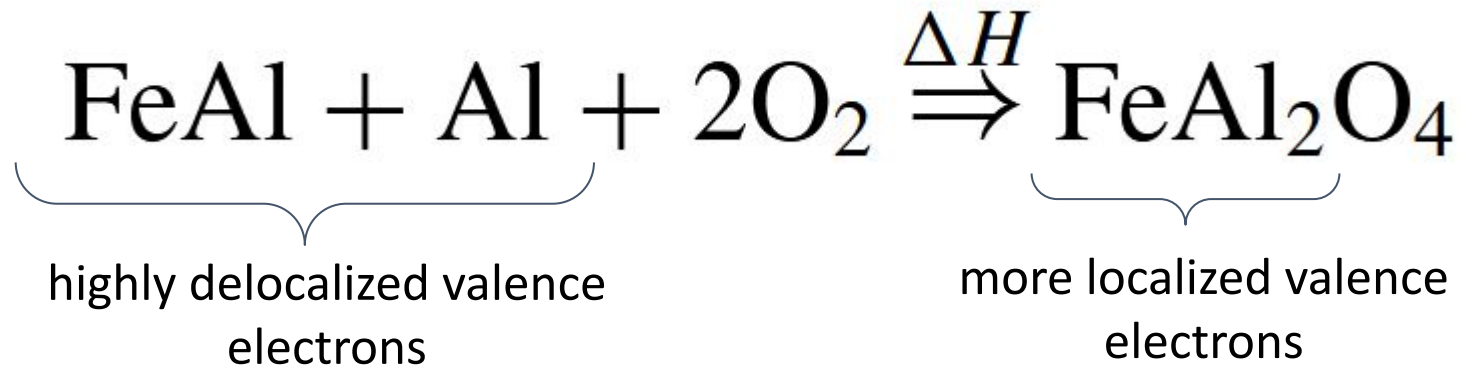 ΔH
FeAl + Al + 2O₂ ⇒ FeAl₂O₄
highly delocalized valence
electrons
more localized valence
electrons